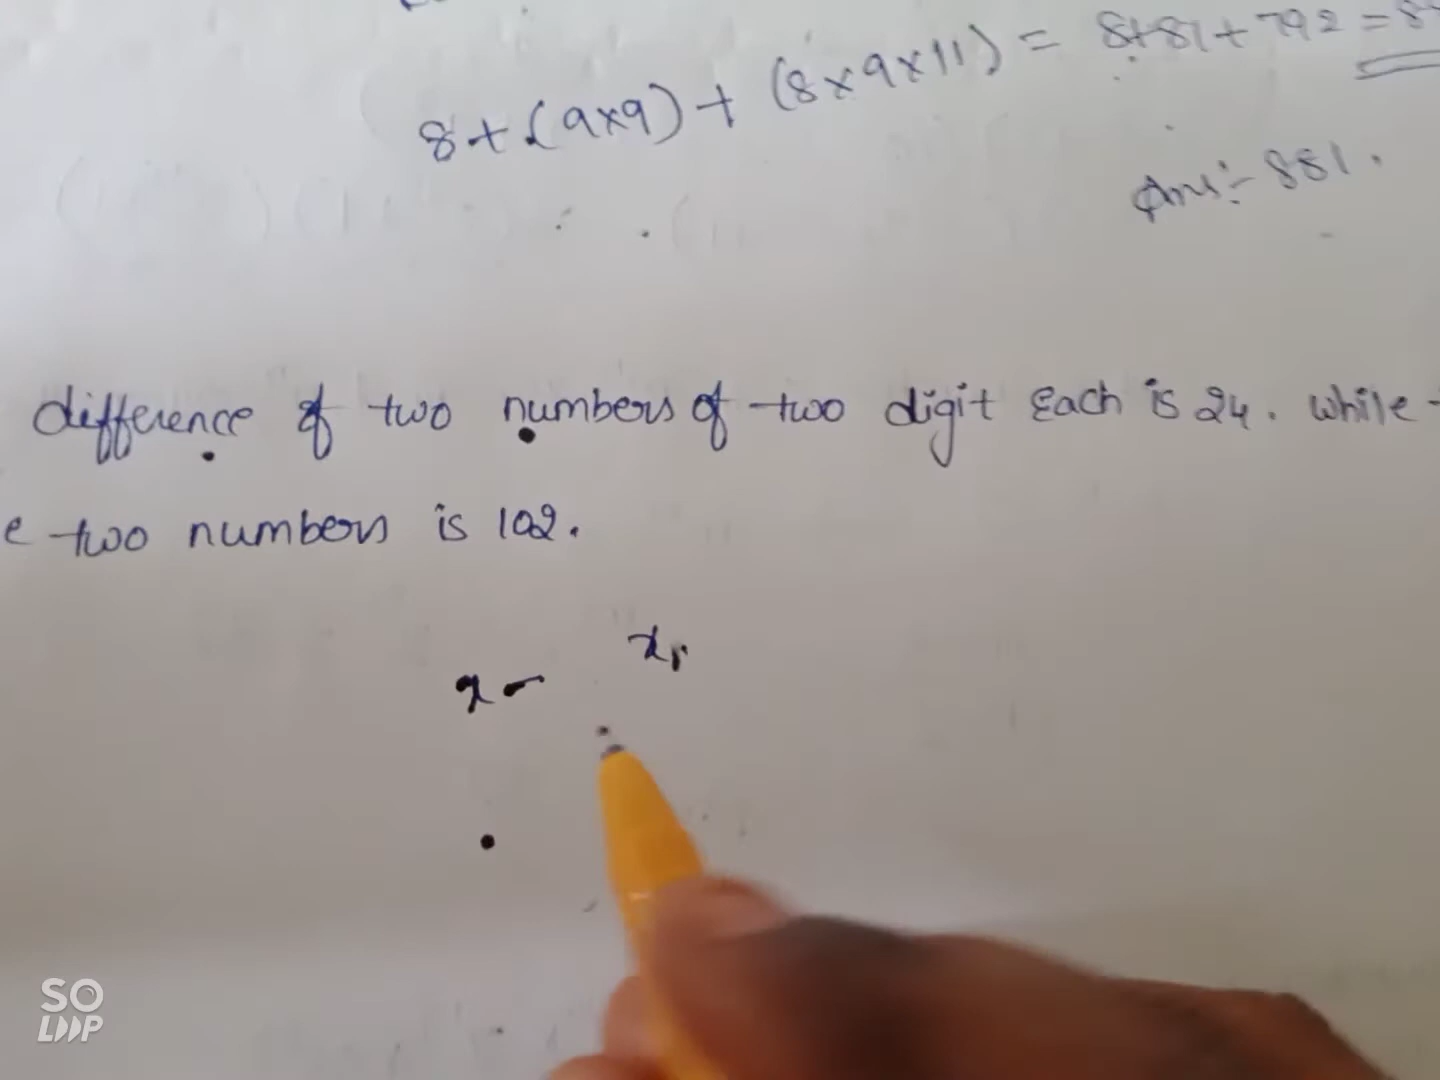 8+(9x9)+(8x9x11) = 8+81+792 =
Ans:- 881.
difference of two numbers of two digit Each is 24. while
e two numbers is 102.
x -
SO
LOOP